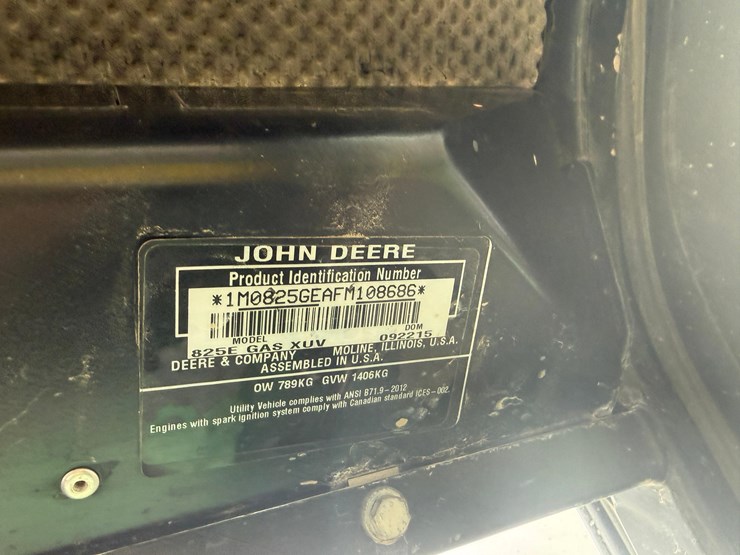 JOHN DEERE
Product Identification Number
*1M0825GEAFM108686*
MODEL DOM
825E GAS XUV 092215
DEERE & COMPANY MOLINE, ILLINOIS, U.S.A.
ASSEMBLED IN U.S.A.
OW 789KG GVW 1406KG
Utility Vehicle complies with ANSI B71.9-2012
Engines with spark ignition system comply with Canadian standard ICES-002.